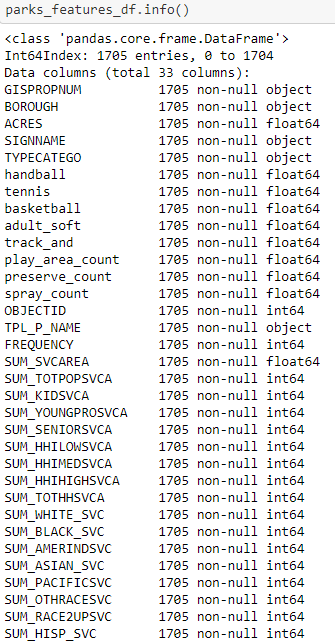 parks_features_df.info()
<class 'pandas.core.frame.DataFrame'>
Int64Index: 1705 entries, 0 to 1704
Data columns (total 33 columns):
GISPROPNUM 1705 non-null object
BOROUGH 1705 non-null object
ACRES 1705 non-null float64
SIGNNAME 1705 non-null object
TYPECATEGO 1705 non-null object
handball 1705 non-null float64
tennis 1705 non-null float64
basketball 1705 non-null float64
adult_soft 1705 non-null float64
track_and 1705 non-null float64
play_area_count 1705 non-null float64
preserve_count 1705 non-null float64
spray_count 1705 non-null float64
OBJECTID 1705 non-null int64
TPL_P_NAME 1705 non-null object
FREQUENCY 1705 non-null int64
SUM_SVCAREA 1705 non-null float64
SUM_TOTPOPSVCA 1705 non-null int64
SUM_KIDSVCA 1705 non-null int64
SUM_YOUNGPROSVCA 1705 non-null int64
SUM_SENIORSVCA 1705 non-null int64
SUM_HHILOWSVCA 1705 non-null int64
SUM_HHIMEDSVCA 1705 non-null int64
SUM_HHIHIGHSVCA 1705 non-null int64
SUM_TOTHHSVCA 1705 non-null int64
SUM_WHITE_SVC 1705 non-null int64
SUM_BLACK_SVC 1705 non-null int64
SUM_AMERINDSVC 1705 non-null int64
SUM_ASIAN_SVC 1705 non-null int64
SUM_PACIFICSVC 1705 non-null int64
SUM_OTHRACESVC 1705 non-null int64
SUM_RACE2UPSVC 1705 non-null int64
SUM_HISP_SVC 1705 non-null int64